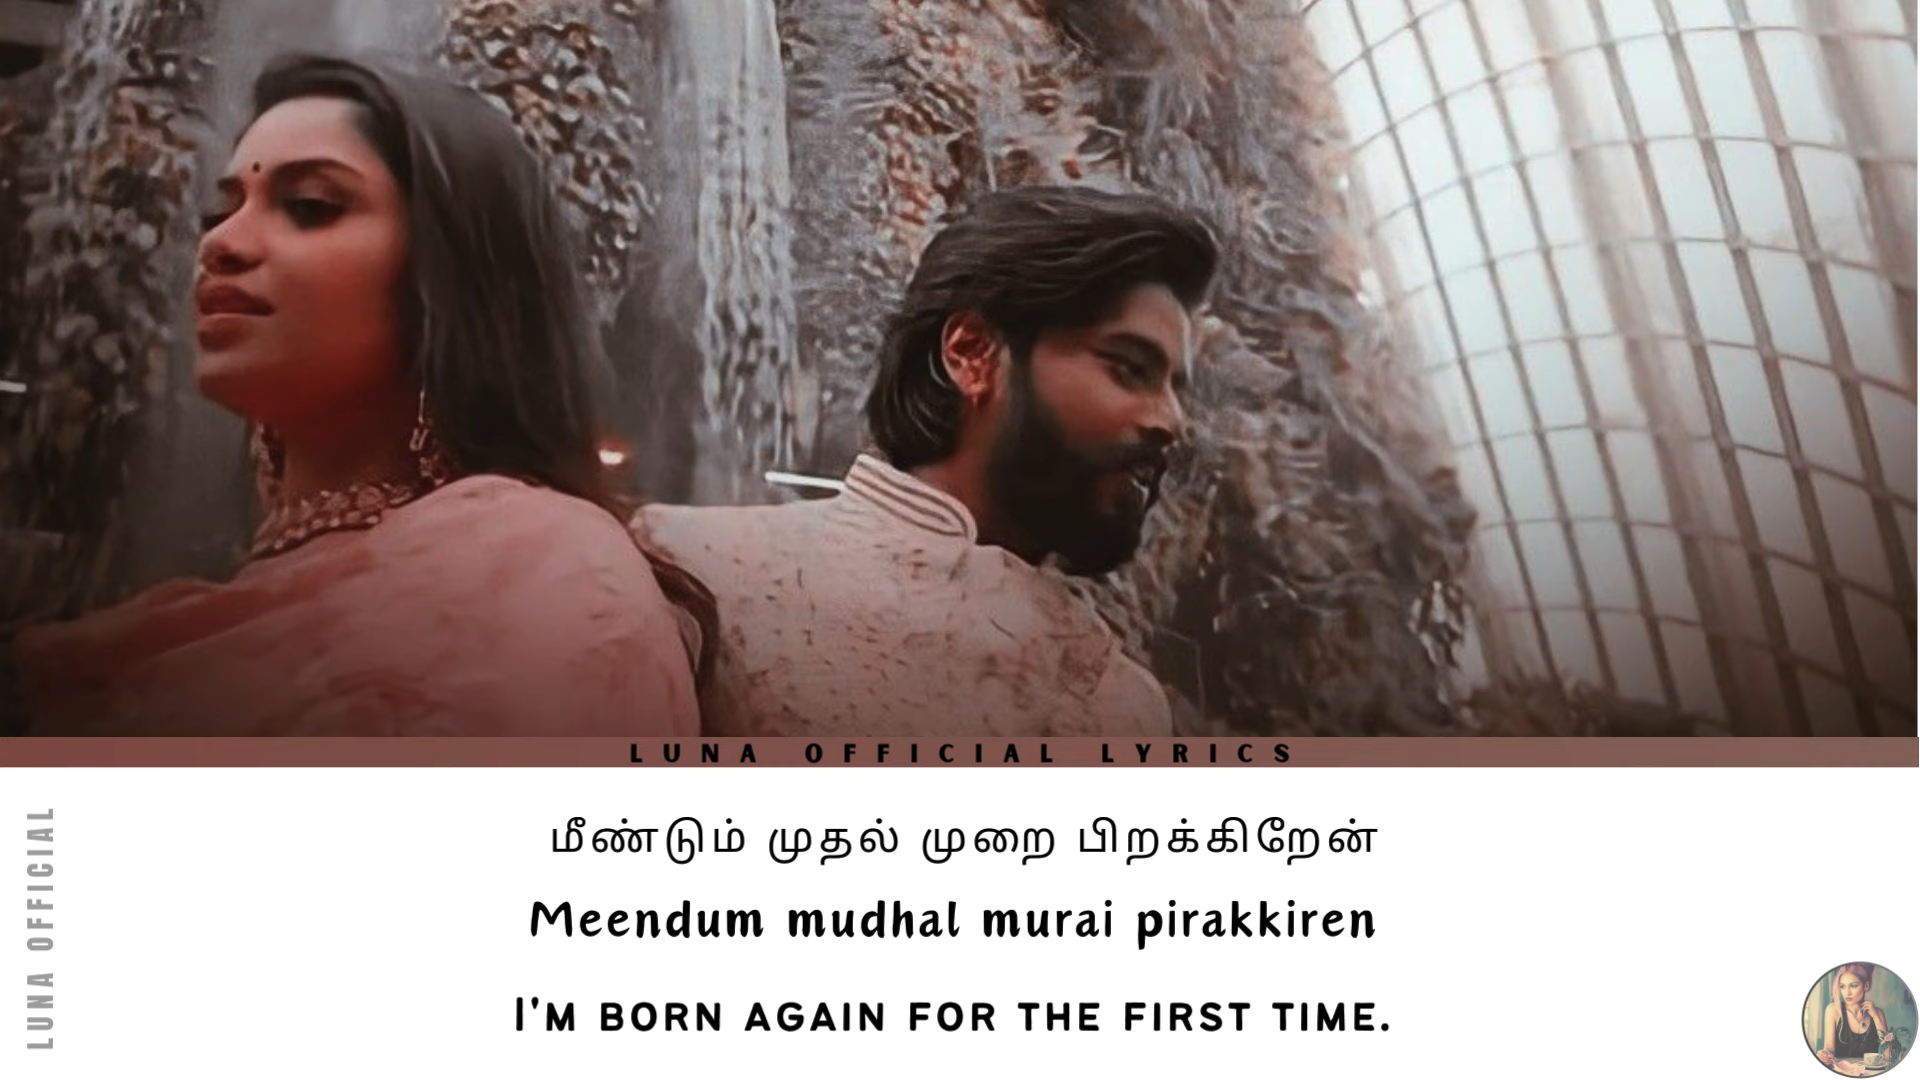 LUNA OFFICIAL LYRICS
மீண்டும் முதல் முறை பிறக்கிறேன்
Meendum mudhal murai pirakkiren
I'M BORN AGAIN FOR THE FIRST TIME.
LUNA OFFICIAL